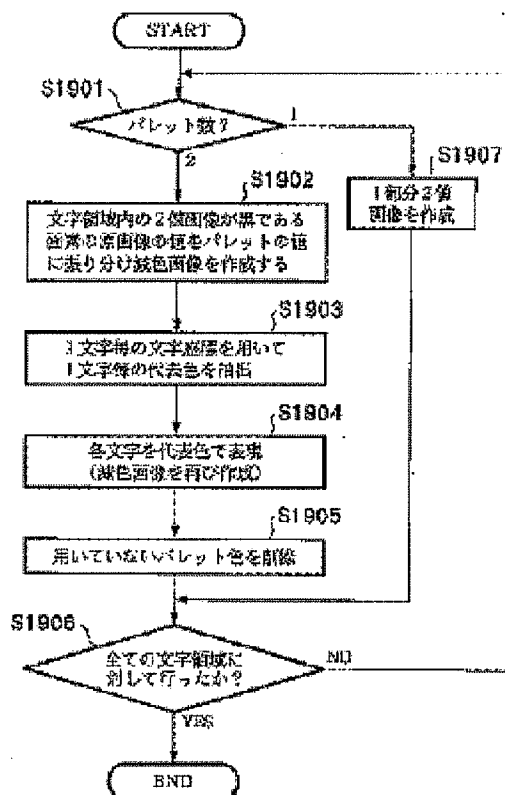 START
S1901
パレット数?
1
2
S1907
1部分2値
画像を作成
S1902
文字領域内の2値画像が黒である
箇所の原画像の値をパレットの値
に振り分け減色画像を作成する
S1903
1文字毎の文字座標を用いて
1文字毎の代表色を抽出
S1904
各文字を代表色で表現
(減色画像を再び作成)
S1905
用いていないパレット色を削除
S1906
全ての文字領域に
対して行ったか?
NO
YES
END